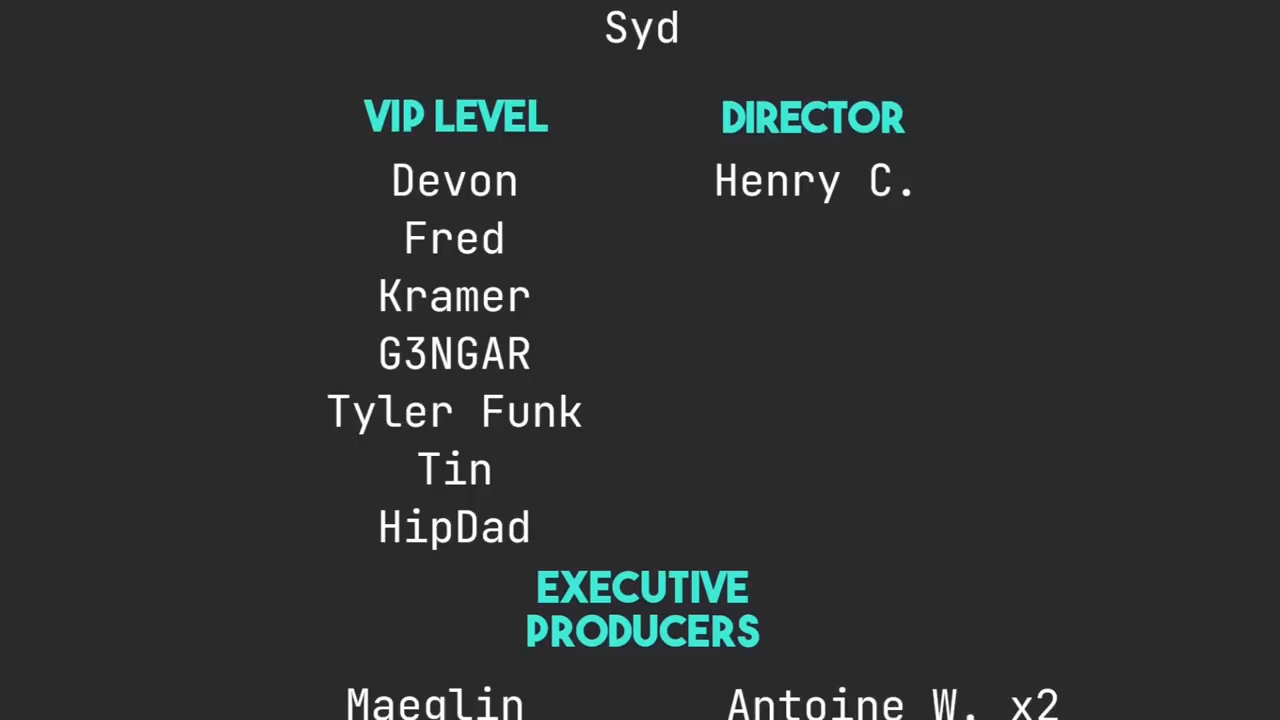 Syd
VIP LEVEL
Devon
Fred
Kramer
G3NGAR
Tyler Funk
Tin
HipDad
DIRECTOR
Henry C.
EXECUTIVE
PRODUCERS
Maeglin
Antoine W. x2